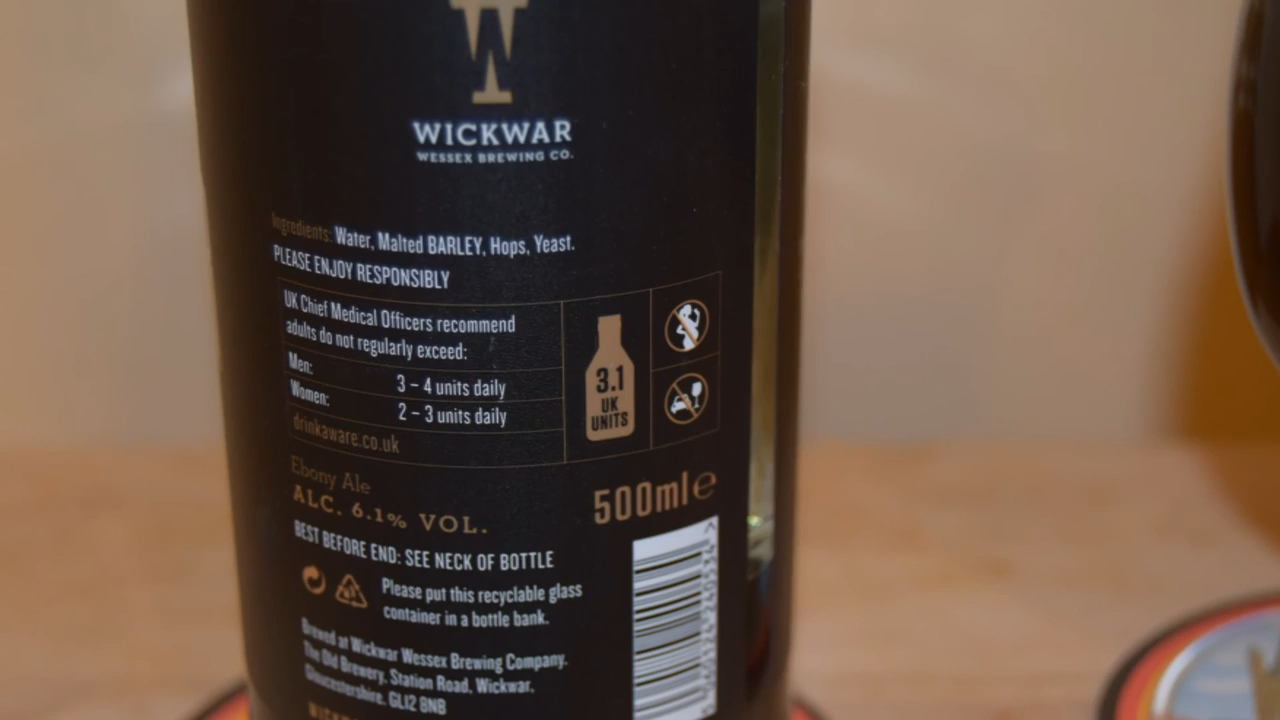 WICKWAR
WESSEX BREWING CO.
Ingredients: Water, Malted BARLEY, Hops, Yeast.
PLEASE ENJOY RESPONSIBLY
UK Chief Medical Officers recommend
adults do not regularly exceed:
Men: 3 – 4 units daily
Women: 2 – 3 units daily
drinkaware.co.uk
3.1
UK
UNITS
Ebony Ale
ALC. 6.1% VOL.
500ml e
BEST BEFORE END: SEE NECK OF BOTTLE
Please put this recyclable glass
container in a bottle bank.
Brewed at Wickwar Wessex Brewing Company.
The Old Brewery, Station Road, Wickwar,
Gloucestershire. GL12 8NB